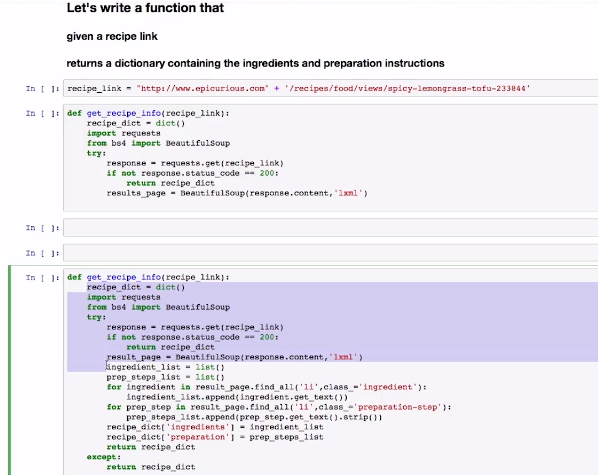 Let's write a function that
given a recipe link
returns a dictionary containing the ingredients and preparation instructions
In [ ]: recipe_link = "http://www.epicurious.com" + '/recipes/food/views/spicy-lemongrass-tofu-233844'
In [ ]: def get_recipe_info(recipe_link):
recipe_dict = dict()
import requests
from bs4 import BeautifulSoup
try:
response = requests.get(recipe_link)
if not response.status_code == 200:
return recipe_dict
results_page = BeautifulSoup(response.content,'lxml')
In [ ]:
In [ ]:
In [ ]: def get_recipe_info(recipe_link):
recipe_dict = dict()
import requests
from bs4 import BeautifulSoup
try:
response = requests.get(recipe_link)
if not response.status_code == 200:
return recipe_dict
result_page = BeautifulSoup(response.content,'lxml')
ingredient_list = list()
prep_steps_list = list()
for ingredient in result_page.find_all('li',class_='ingredient'):
ingredient_list.append(ingredient.get_text())
for prep_step in result_page.find_all('li',class_='preparation-step'):
prep_steps_list.append(prep_step.get_text().strip())
recipe_dict['ingredients'] = ingredient_list
recipe_dict['preparation'] = prep_steps_list
return recipe_dict
except:
return recipe_dict